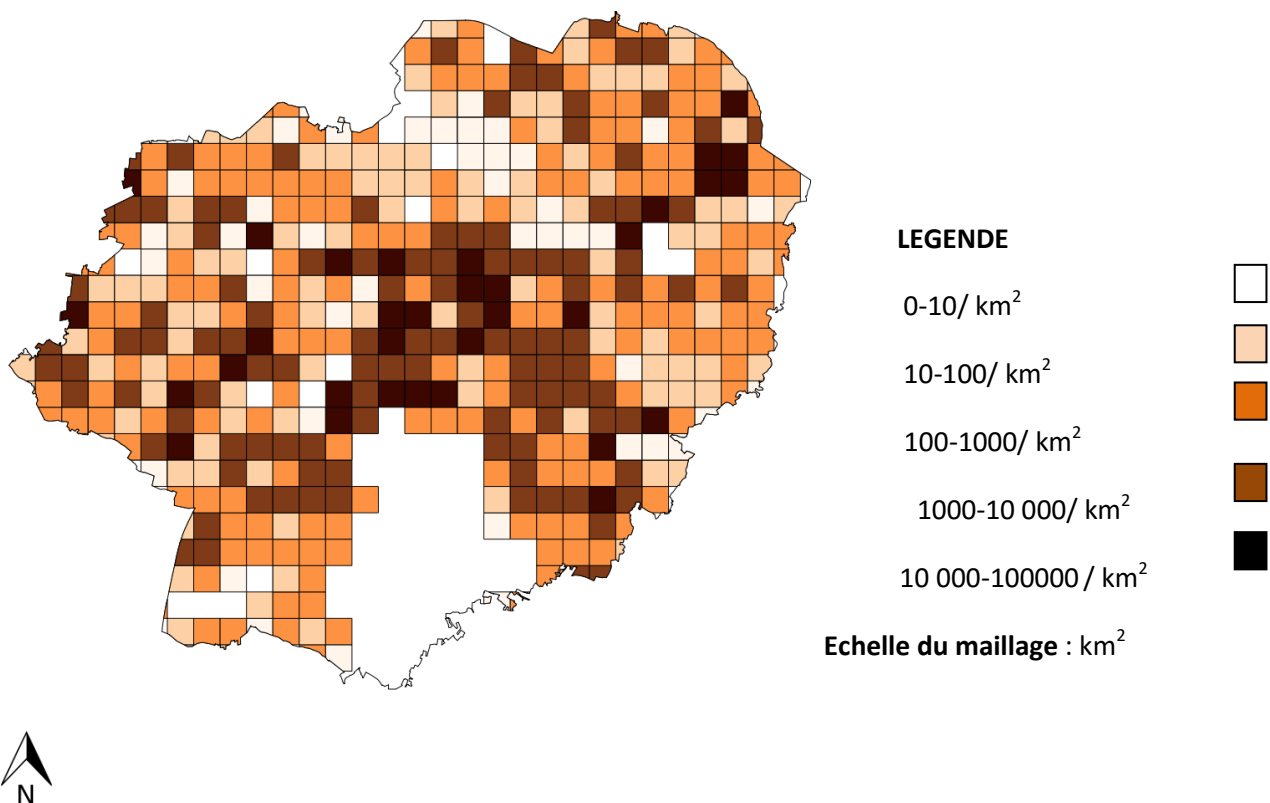 LEGENDE
0-10/ km²
10-100/ km²
100-1000/ km²
1000-10 000/ km²
10 000-100000 / km²
Echelle du maillage : km²
N